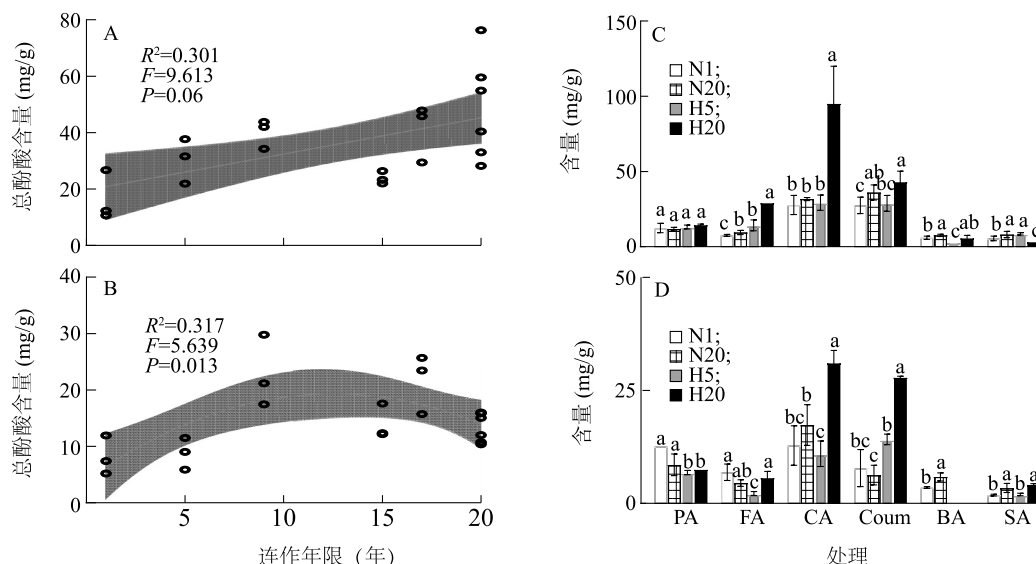 A
R²=0.301
F=9.613
P=0.06
总酚酸含量 (mg/g)
80
60
40
20
0
B
R²=0.317
F=5.639
P=0.013
总酚酸含量 (mg/g)
40
30
20
10
0
5
10
15
20
连作年限（年）
C
N1;
N20;
H5;
H20
含量 (mg/g)
150
100
50
0
a a a a
c b b a
b b b a
c ab bc a
b a c ab
b a a c
D
N1;
N20;
H5;
H20
含量 (mg/g)
50
25
0
a a b b
a ab c a
bc b c a
bc c b a
b a
b a b a
PA FA CA Coum BA SA
处理